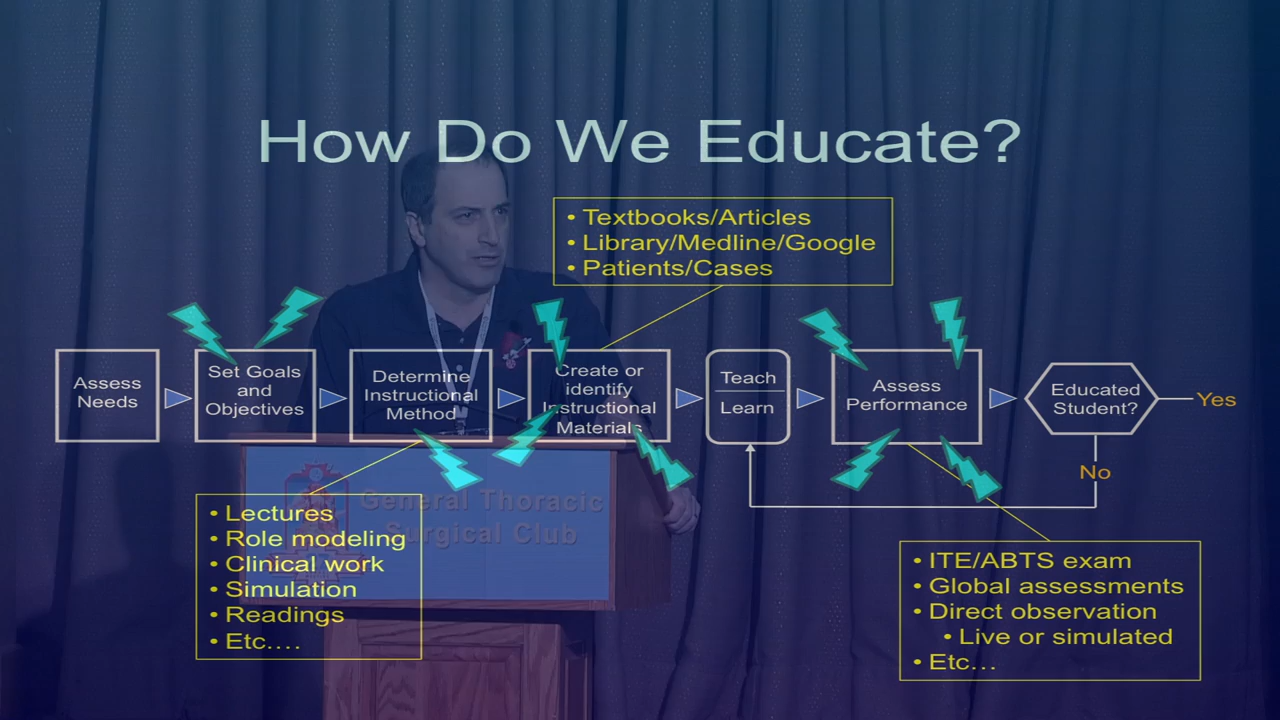 How Do We Educate?
• Textbooks/Articles
• Library/Medline/Google
• Patients/Cases
Assess
Needs
Set Goals
and
Objectives
Determine
Instructional
Method
Create or
identify
Instructional
Materials
Teach
Learn
Assess
Performance
Educated
Student?
Yes
No
General Thoracic
Surgical Club
• Lectures
• Role modeling
• Clinical work
• Simulation
• Readings
• Etc….
• ITE/ABTS exam
• Global assessments
• Direct observation
• Live or simulated
• Etc…